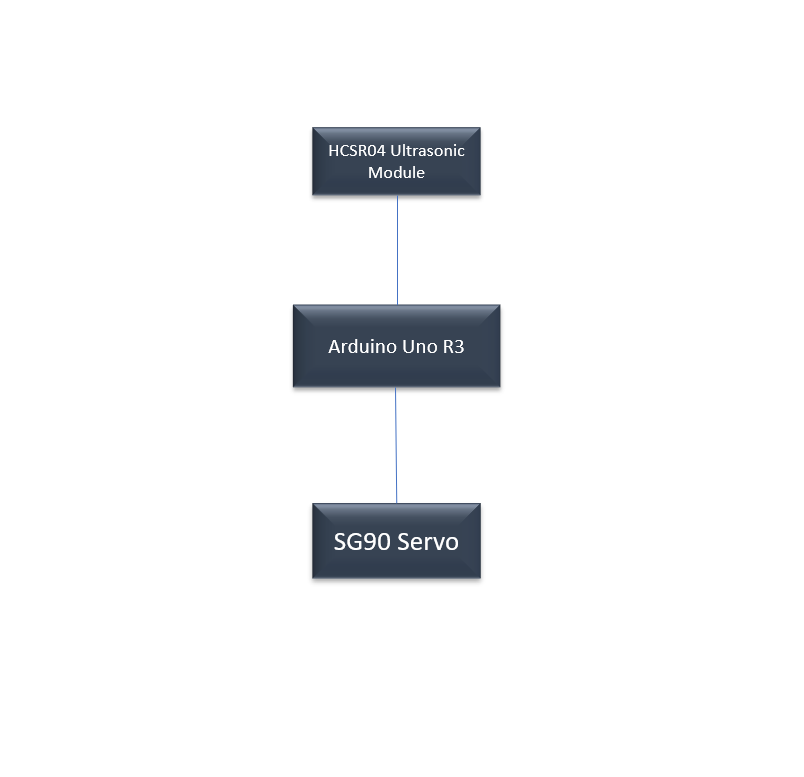 HCSR04 Ultrasonic
Module
Arduino Uno R3
SG90 Servo